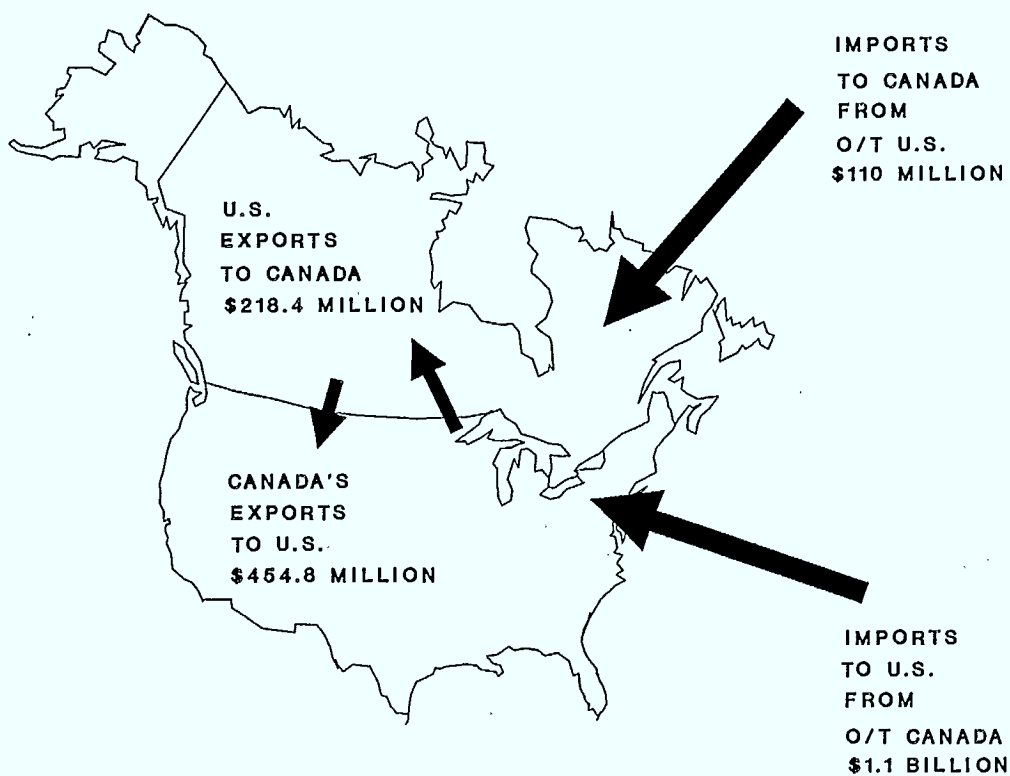 IMPORTS
TO CANADA
FROM
O/T U.S.
$110 MILLION
U.S.
EXPORTS
TO CANADA
$218.4 MILLION
CANADA'S
EXPORTS
TO U.S.
$454.8 MILLION
IMPORTS
TO U.S.
FROM
O/T CANADA
$1.1 BILLION